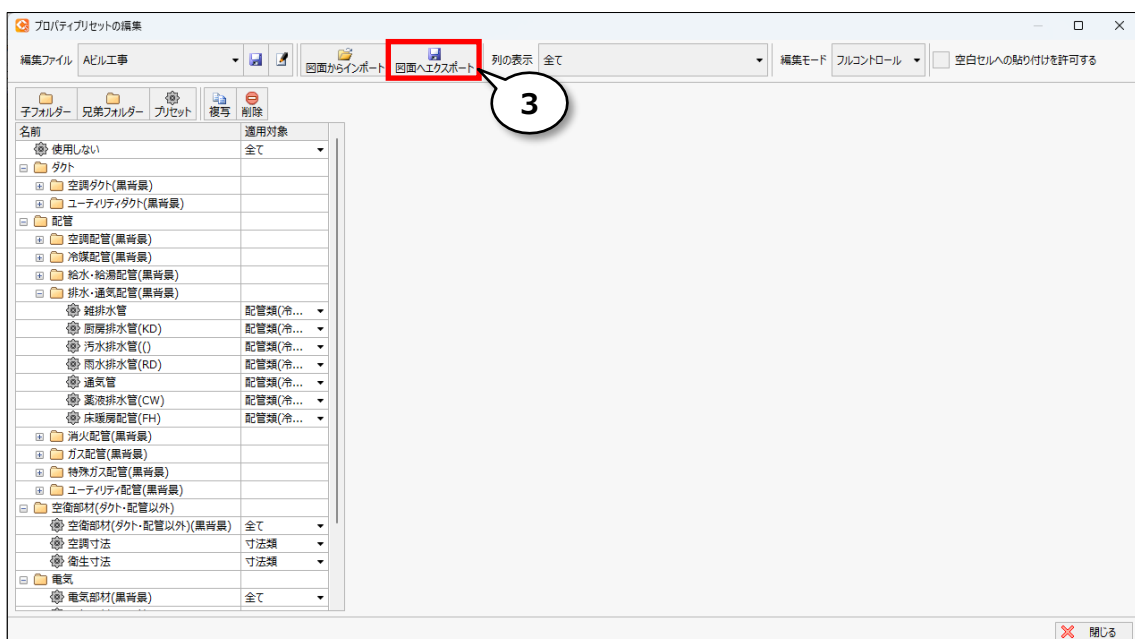 プロパティプリセットの編集
編集ファイル Aビル工事 図面からインポート 図面へエクスポート 列の表示 全て 編集モード フルコントロール 空白セルへの貼り付けを許可する
3
子フォルダー 兄弟フォルダー プリセット 複写 削除
名前 適用対象
使用しない 全て
ダクト
空調ダクト(黒背景)
ユーティリティダクト(黒背景)
配管
空調配管(黒背景)
冷媒配管(黒背景)
給水・給湯配管(黒背景)
排水・通気配管(黒背景)
雑排水管 配管類(冷...
厨房排水管(KD) 配管類(冷...
汚水排水管(() 配管類(冷...
雨水排水管(RD) 配管類(冷...
通気管 配管類(冷...
薬液排水管(CW) 配管類(冷...
床暖房配管(FH) 配管類(冷...
消火配管(黒背景)
ガス配管(黒背景)
特殊ガス配管(黒背景)
ユーティリティ配管(黒背景)
空衛部材(ダクト・配管以外)
空衛部材(ダクト・配管以外)(黒背景) 全て
空調寸法 寸法類
衛生寸法 寸法類
電気
電気部材(黒背景) 全て
閉じる